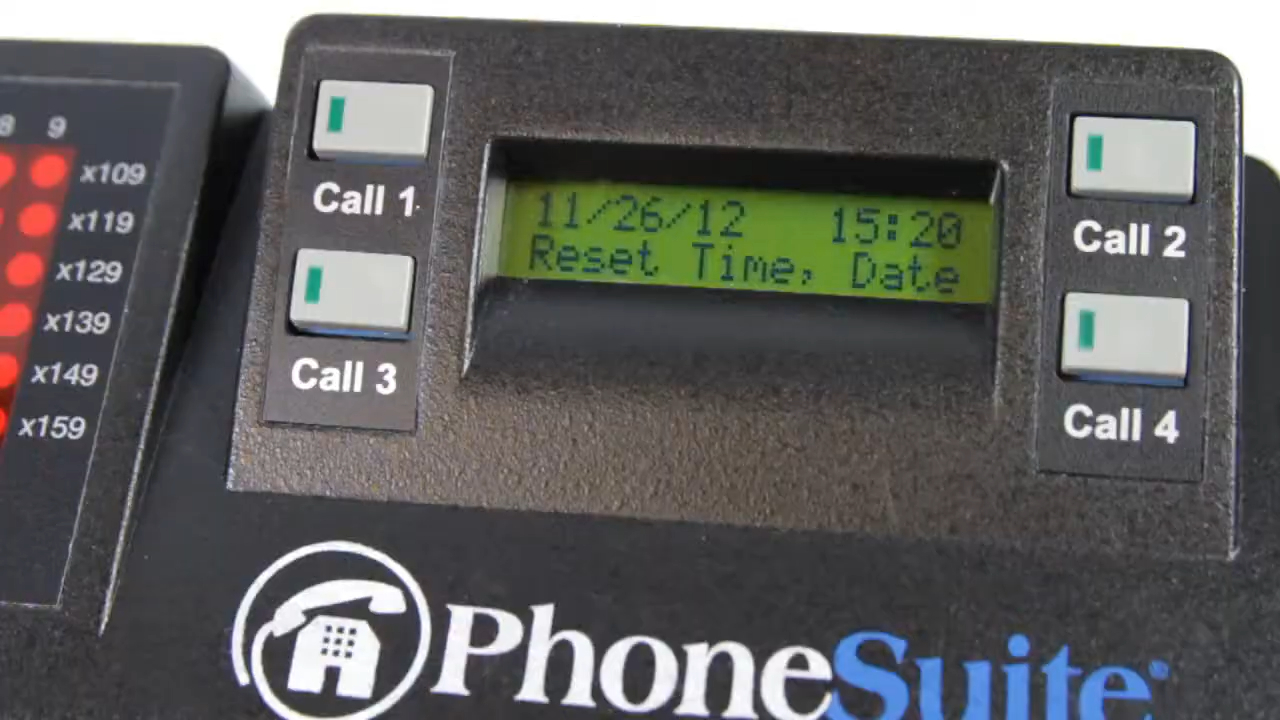 8 9
x109
x119
x129
x139
x149
x159
Call 1
Call 3
11/26/12 15:20
Reset Time, Date
Call 2
Call 4
PhoneSuite